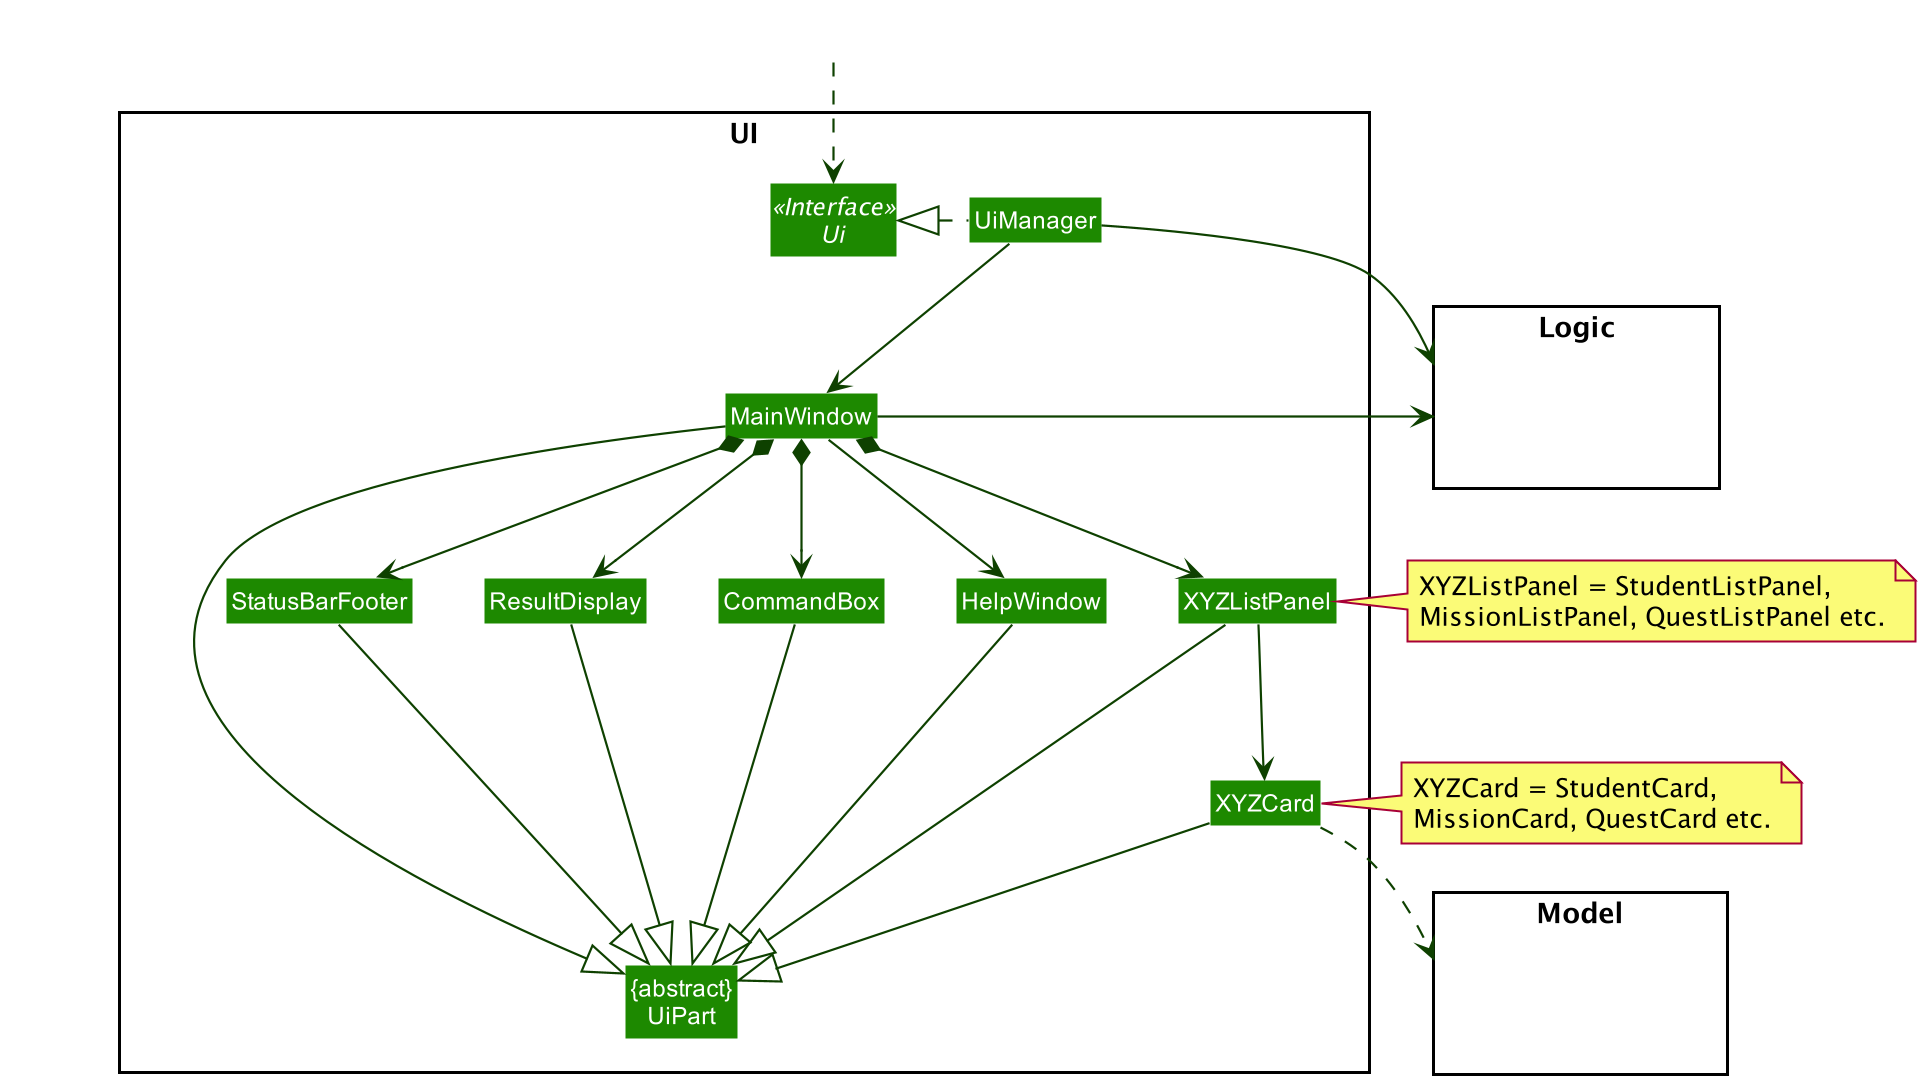 UI
«Interface»
Ui
UiManager
Logic
MainWindow
StatusBarFooter
ResultDisplay
CommandBox
HelpWindow
XYZListPanel
XYZListPanel = StudentListPanel,
MissionListPanel, QuestListPanel etc.
XYZCard
XYZCard = StudentCard,
MissionCard, QuestCard etc.
Model
{abstract}
UiPart